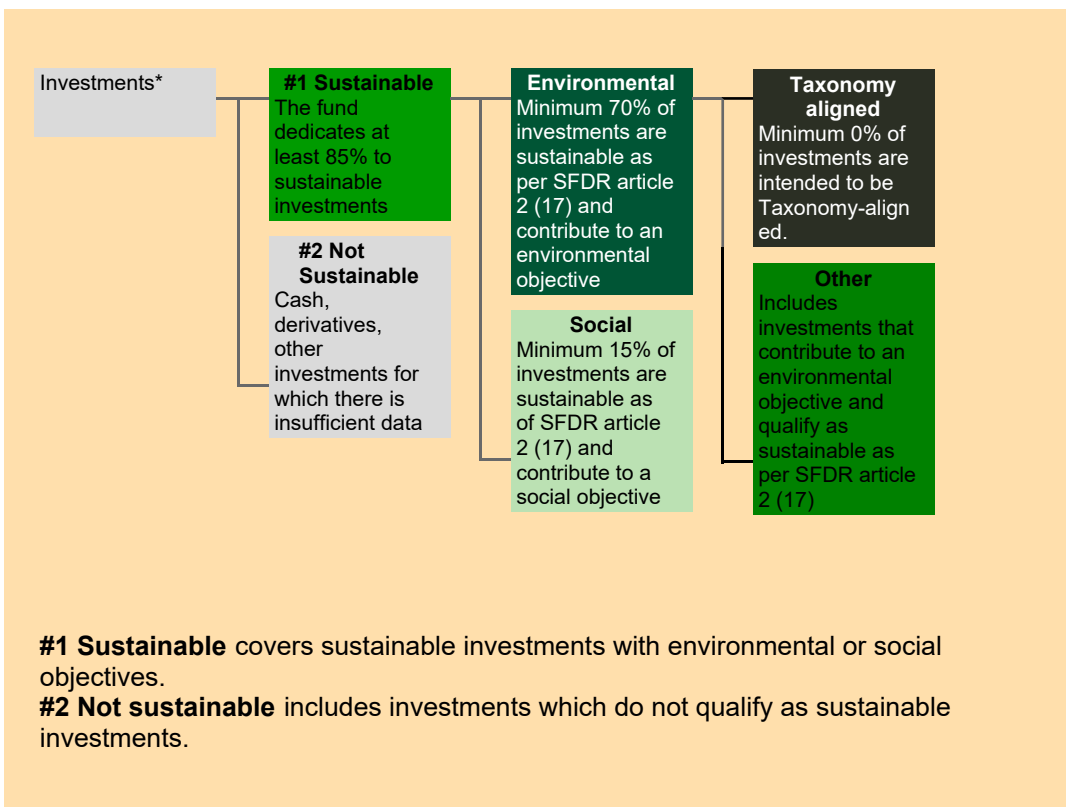 Investments*
#1 Sustainable
The fund
dedicates at
least 85% to
sustainable
investments
#2 Not
Sustainable
Cash,
derivatives,
other
investments for
which there is
insufficient data
Environmental
Minimum 70% of
investments are
sustainable as
per SFDR article
2 (17) and
contribute to an
environmental
objective
Social
Minimum 15% of
investments are
sustainable as
of SFDR article
2 (17) and
contribute to a
social objective
Taxonomy
aligned
Minimum 0% of
investments are
intended to be
Taxonomy-align
ed.
Other
Includes
investments that
contribute to an
environmental
objective and
qualify as
sustainable as
per SFDR article
2 (17)
#1 Sustainable covers sustainable investments with environmental or social
objectives.
#2 Not sustainable includes investments which do not qualify as sustainable
investments.